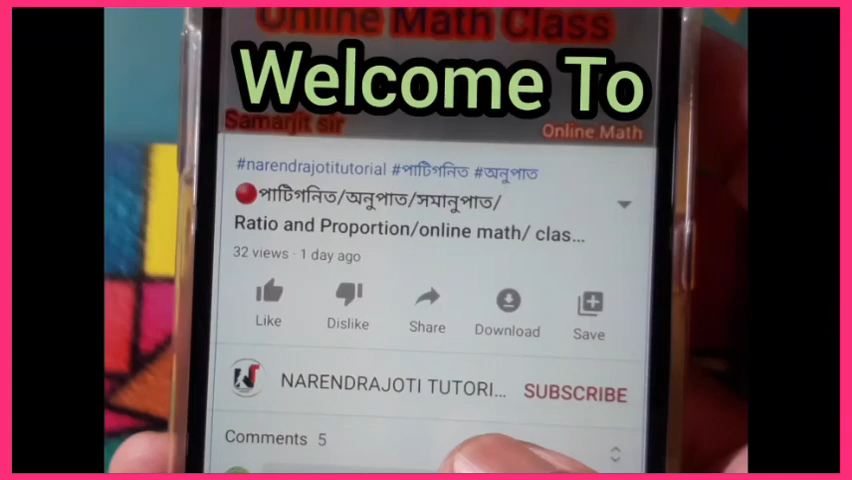 Online Math Class
Welcome To
Samarjit sir
Online Math
#narendrajotitutorial #পাটিগনিত #অনুপাত
পাটিগনিত/অনুপাত/সমানুপাত/
Ratio and Proportion/online math/ clas...
32 views · 1 day ago
Like
Dislike
Share
Download
Save
NARENDRAJOTI TUTORI...
SUBSCRIBE
Comments 5